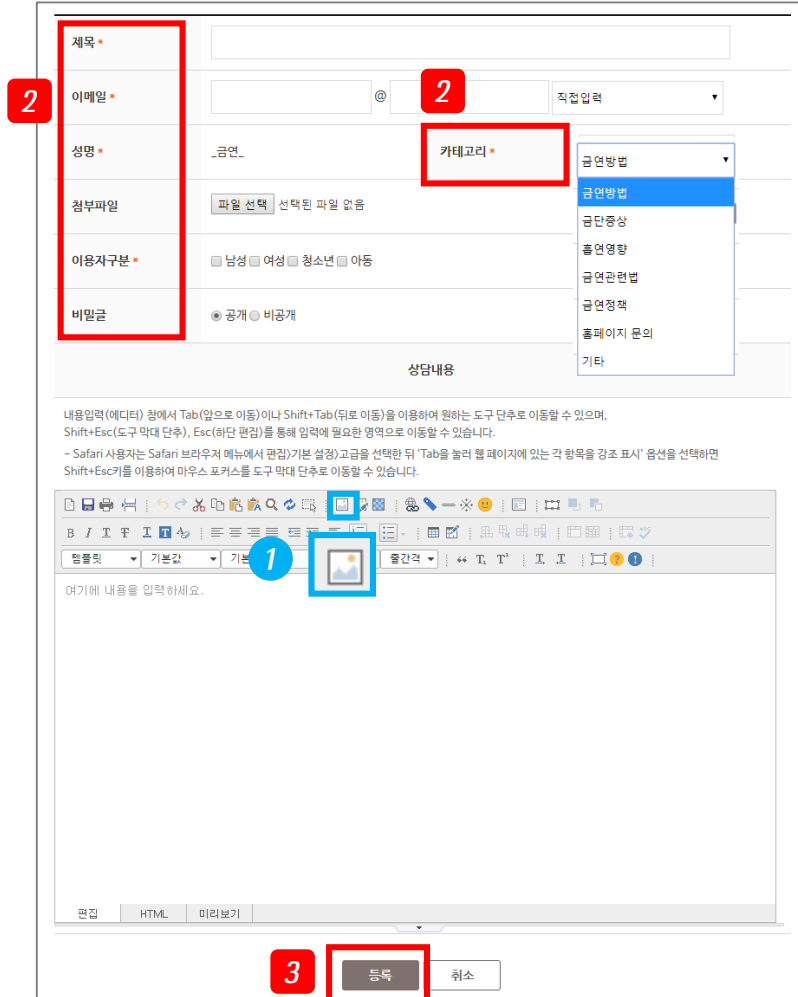 제목 *
2
이메일 *
@
2
직접입력
성명 *
_금연_
카테고리 *
금연방법
금연방법
첨부파일
파일 선택 선택된 파일 없음
금단증상
흡연영향
이용자구분 *
남성 여성 청소년 아동
금연관련법
금연정책
비밀글
공개 비공개
홈페이지 문의
기타
상담내용
내용입력(에디터) 창에서 Tab(앞으로 이동)이나 Shift+Tab(뒤로 이동)을 이용하여 원하는 도구 단추로 이동할 수 있으며,
Shift+Esc(도구 막대 단추), Esc(하단 편집)를 통해 입력에 필요한 영역으로 이동할 수 있습니다.
- Safari 사용자는 Safari 브라우저 메뉴에서 편집>기본 설정>고급을 선택한 뒤 'Tab을 눌러 웹 페이지에 있는 각 항목을 강조 표시' 옵션을 선택하면
Shift+Esc키를 이용하여 마우스 포커스를 도구 막대 단추로 이동할 수 있습니다.
템플릿 기본값 기본 1 줄간격
여기에 내용을 입력하세요.
편집 HTML 미리보기
3 등록 취소